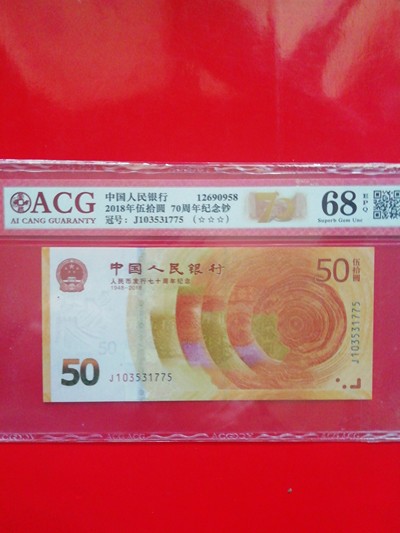 ACG
AI CANG GUARANTY
中国人民银行 12690958
2018年伍拾圆 70周年纪念钞
冠号: J103531775 (☆☆☆)
70
68 EPQ
Superb Gem Unc
中国人民银行
人民币发行七十周年纪念
1948-2018
50 伍拾圆
50
J103531775
50
J103531775